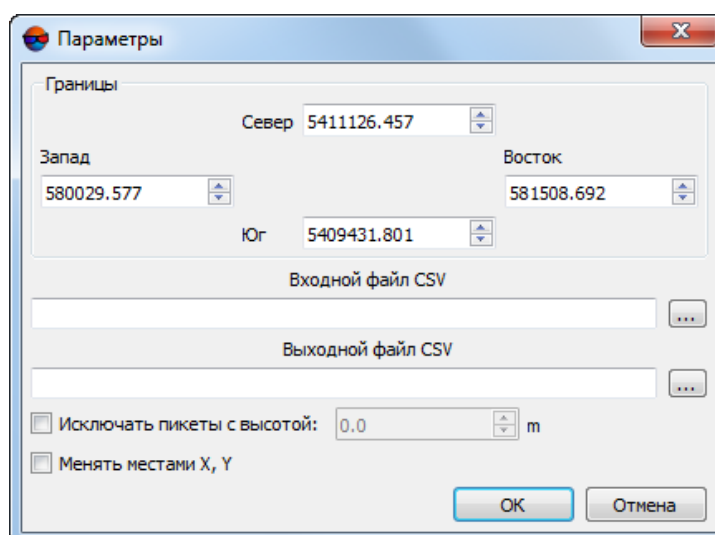 Параметры
Границы
Север 5411126.457
Запад Восток
580029.577 581508.692
Юг 5409431.801
Входной файл CSV
...
Выходной файл CSV
...
Исключать пикеты с высотой: 0.0 m
Менять местами X, Y
OK Отмена